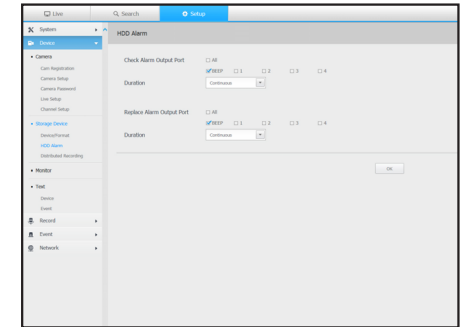 Live
Search
Setup
System
Device
Camera
Cam Registration
Camera Setup
Camera Password
Live Setup
Channel Setup
Storage Device
Device/Format
HDD Alarm
Distributed Recording
Monitor
Text
Device
Event
Record
Event
Network
HDD Alarm
Check Alarm Output Port
All
BEEP 1 2 3 4
Duration Continuous
Replace Alarm Output Port
All
BEEP 1 2 3 4
Duration Continuous
OK